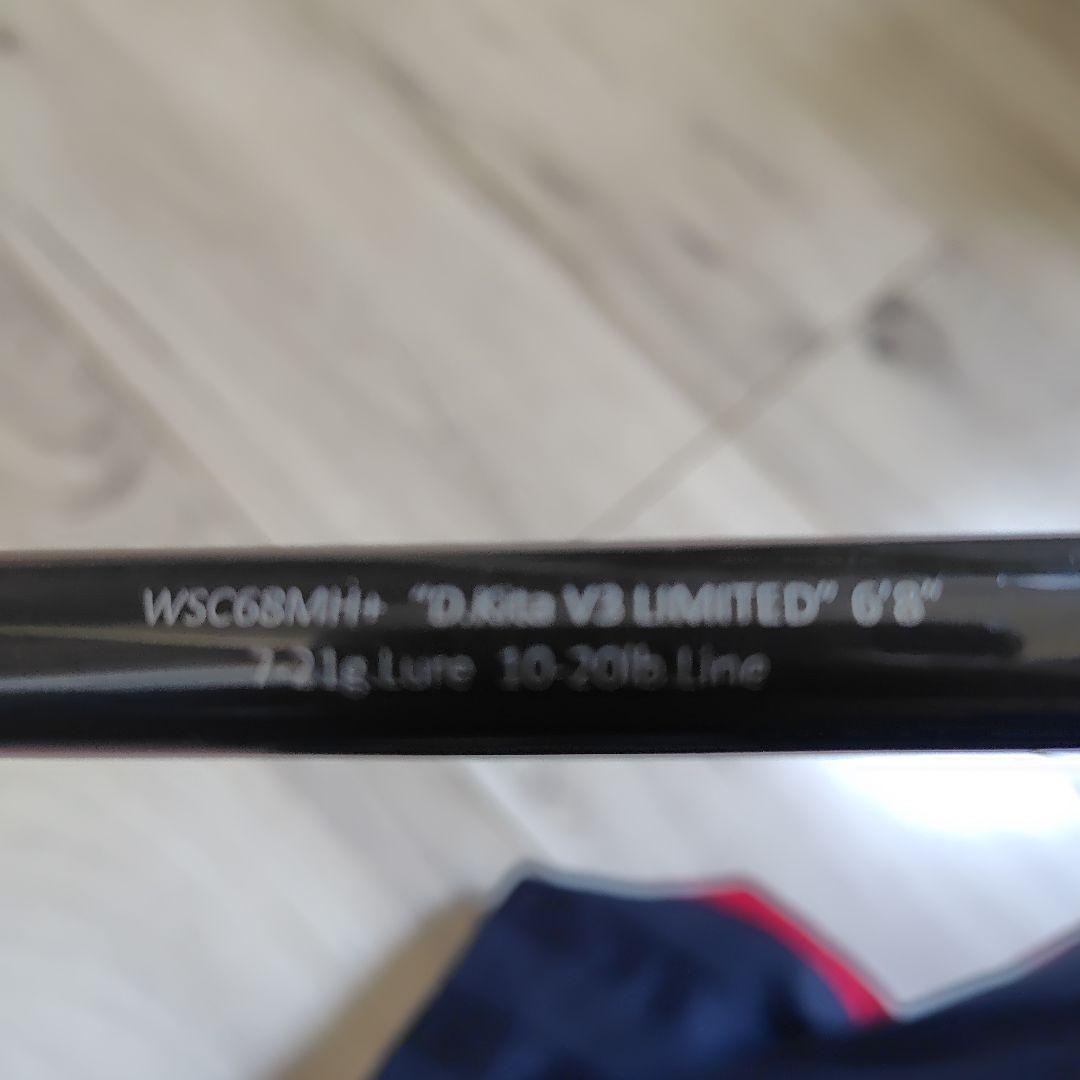 WSC68MH+ "D.Kita V3 LIMITED" 6'8"
7-21g.Lure 10-20lb.Line